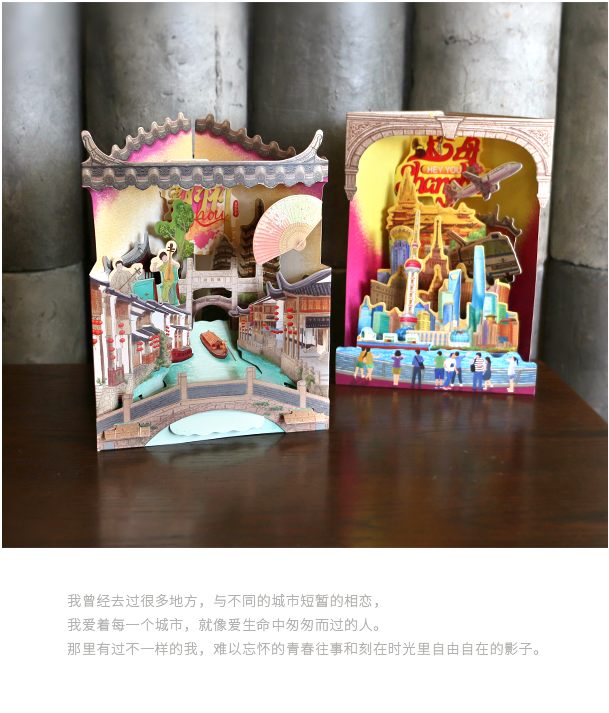 HEY YOU
我曾经去过很多地方，与不同的城市短暂的相恋，
我爱着每一个城市，就像爱生命中匆匆而过的人。
那里有过不一样的我，难以忘怀的青春往事和刻在时光里自由自在的影子。